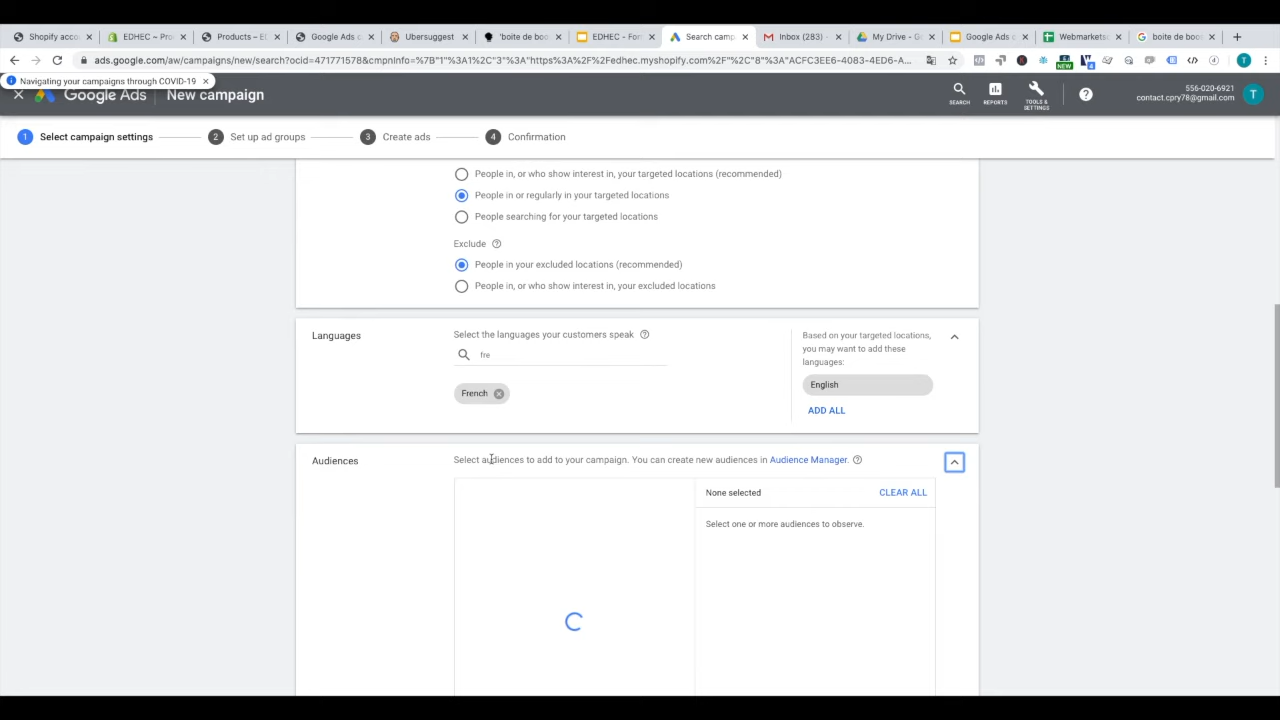 Shopify acco
EDHEC ~ Pro
Products ~ E
Google Ads c
Ubersuggest
'boite de boo
EDHEC - For
Search camp
Inbox (283) -
My Drive - G
Google Ads
Webmarkets
boite de boo
ads.google.com/aw/campaigns/new/search?ocid=471771578&cmpnInfo=%7B"1"%3A1%2C"3"%3A"https%3A%2F%2Fedhec.myshopify.com%2F"%2C"8"%3A"ACFC3EE6-4083-4ED6-A...
Navigating your campaigns through COVID-19
Google Ads
New campaign
SEARCH
REPORTS
TOOLS &
SETTINGS
556-020-6921
contact.cpry78@gmail.com
T
1 Select campaign settings
2 Set up ad groups
3 Create ads
4 Confirmation
People in, or who show interest in, your targeted locations (recommended)
People in or regularly in your targeted locations
People searching for your targeted locations
Exclude
People in your excluded locations (recommended)
People in, or who show interest in, your excluded locations
Languages
Select the languages your customers speak
fre
French
Based on your targeted locations,
you may want to add these
languages:
English
ADD ALL
Audiences
Select audiences to add to your campaign. You can create new audiences in Audience Manager.
None selected
CLEAR ALL
Select one or more audiences to observe.